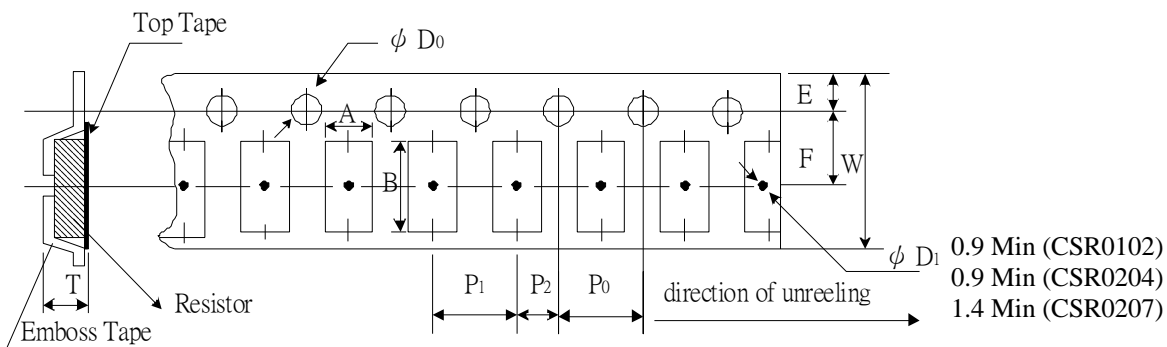 Top Tape
ϕ D0
A
E
B
F
W
T
Resistor
Emboss Tape
P1
P2
P0
direction of unreeling
ϕ D1
0.9 Min (CSR0102)
0.9 Min (CSR0204)
1.4 Min (CSR0207)